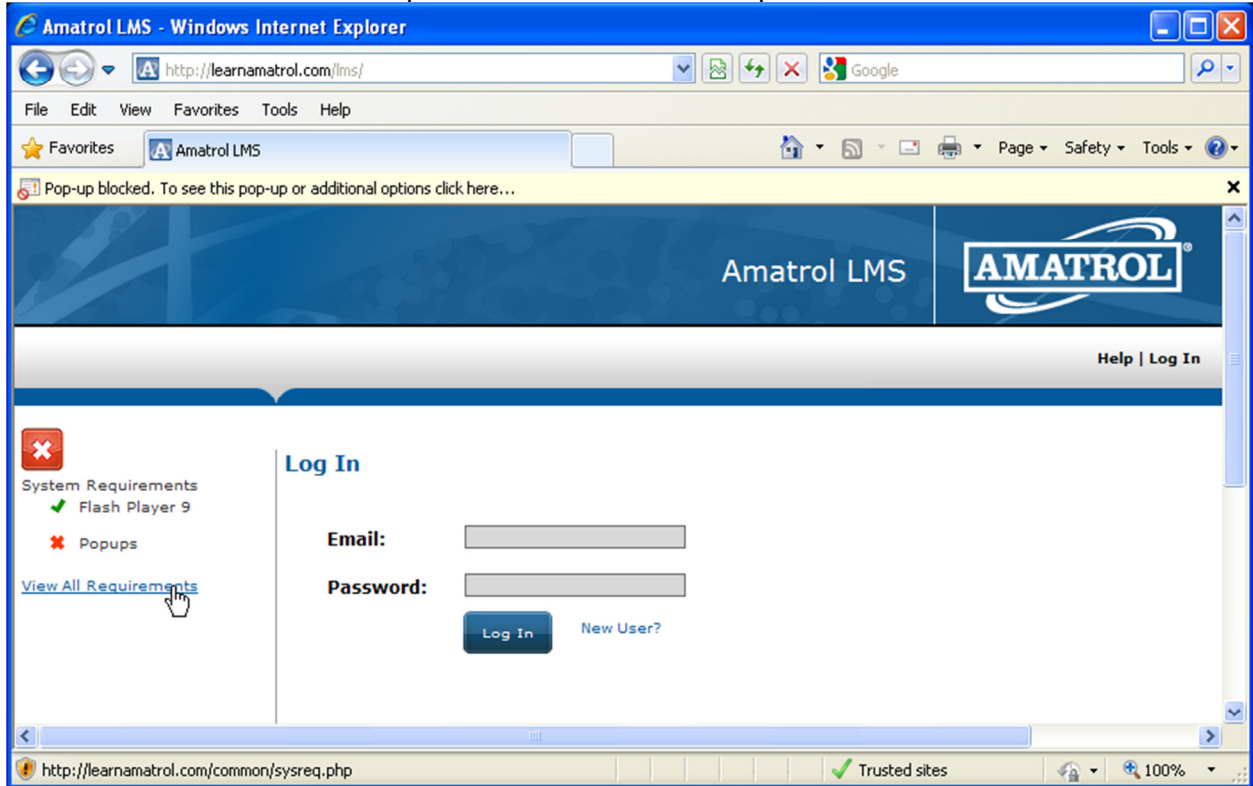 Amatrol LMS - Windows Internet Explorer
http://learnamatrol.com/lms/
Google
File Edit View Favorites Tools Help
Favorites Amatrol LMS Page Safety Tools
Pop-up blocked. To see this pop-up or additional options click here...
Amatrol LMS AMATROL®
Help | Log In
System Requirements
Flash Player 9
Popups
View All Requirements
Log In
Email:
Password:
Log In New User?
http://learnamatrol.com/common/sysreq.php Trusted sites 100%